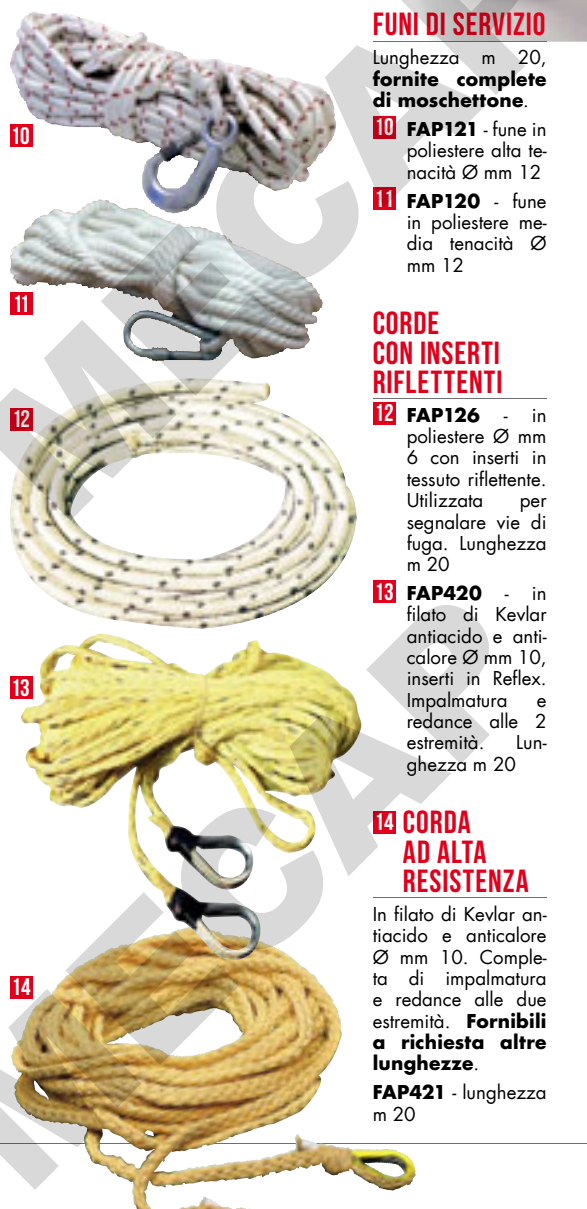 FUNI DI SERVIZIO
Lunghezza m 20,
fornite complete
di moschettone.
10 FAP121 - fune in
poliestere alta te-
nacità Ø mm 12
11 FAP120 - fune
in poliestere me-
dia tenacità Ø
mm 12
CORDE
CON INSERTI
RIFLETTENTI
12 FAP126 - in
poliestere Ø mm
6 con inserti in
tessuto riflettente.
Utilizzata per
segnalare vie di
fuga. Lunghezza
m 20
13 FAP420 - in
filato di Kevlar
antiacido e anti-
calore Ø mm 10,
inserti in Reflex.
Impalmatura e
redance alle 2
estremità. Lun-
ghezza m 20
14 CORDA
AD ALTA
RESISTENZA
In filato di Kevlar an-
tiacido e anticalore
Ø mm 10. Comple-
ta di impalmatura
e redance alle due
estremità. Fornibili
a richiesta altre
lunghezze.
FAP421 - lunghezza
m 20
10
11
12
13
14
MECAP
MECAP